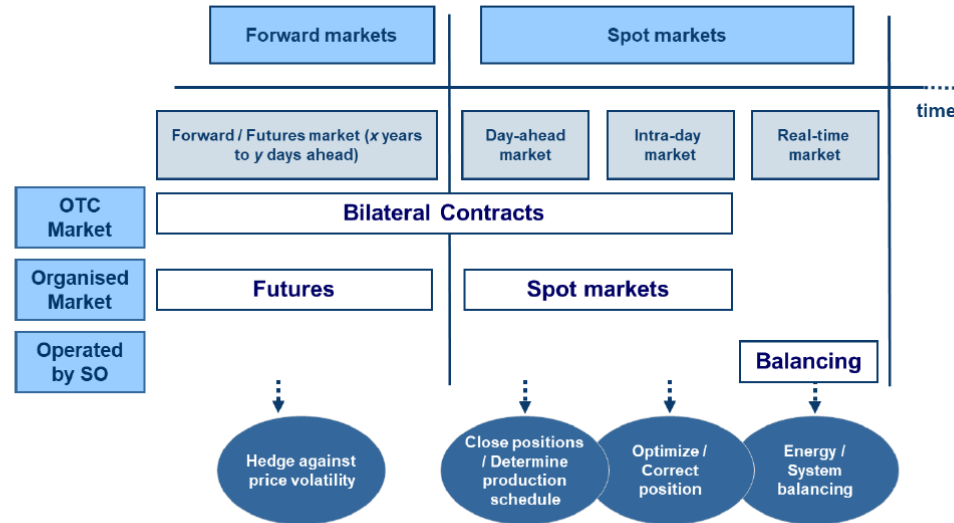 Forward markets
Spot markets
time
Forward / Futures market (x years
to y days ahead)
Day-ahead
market
Intra-day
market
Real-time
market
OTC
Market
Bilateral Contracts
Organised
Market
Futures
Spot markets
Operated
by SO
Balancing
Hedge against
price volatility
Close positions
/ Determine
production
schedule
Optimize /
Correct
position
Energy /
System
balancing